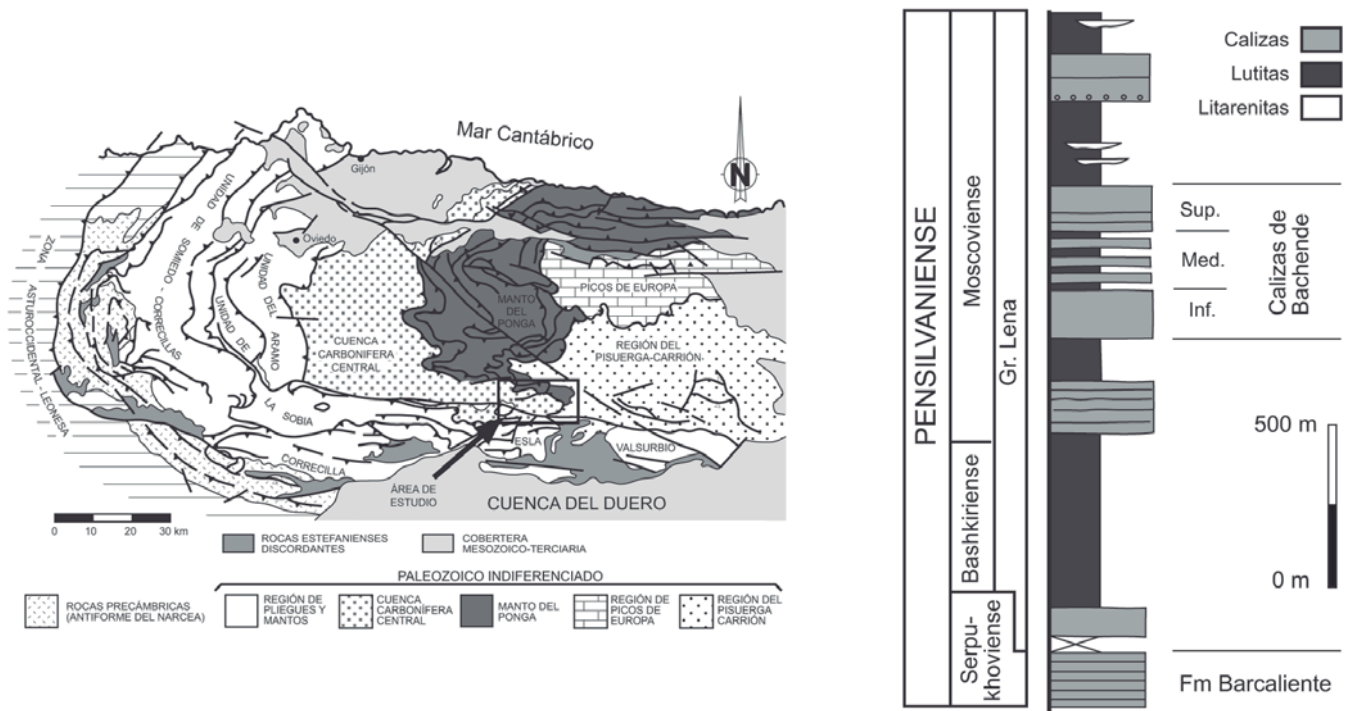 Mar Cantábrico
N
Gijón
Oviedo
ZONA
ASTUROCCIDENTAL
LEONESA
UNIDAD DE SOMIEDO - CORRECILLAS
UNIDAD DE
LA SOBIA
UNIDAD DEL ARAMO
CUENCA
CARBONIFERA
CENTRAL
MANTO
DEL
PONGA
PICOS DE EUROPA
REGIÓN DEL
PISUERGA-CARRIÓN
CORRECILLA
ESLA
VALSURBIO
ÁREA DE
ESTUDIO
CUENCA DEL DUERO
0 10 20 30 km
ROCAS ESTEFANIENSES
DISCORDANTES
COBERTERA
MESOZOICO-TERCIARIA
PALEOZOICO INDIFERENCIADO
ROCAS PRECÁMBRICAS
(ANTIFORME DEL NARCEA)
REGIÓN DE
PLIEGUES Y
MANTOS
CUENCA
CARBONÍFERA
CENTRAL
MANTO DEL
PONGA
REGIÓN DE
PICOS DE
EUROPA
REGIÓN DEL
PISUERGA
CARRIÓN
PENSILVANIENSE
Moscoviense
Bashkiriense
Serpu-
khoviense
Gr. Lena
Calizas
Lutitas
Litarenitas
Sup.
Med.
Inf.
Calizas de
Bachende
500 m
0 m
Fm Barcaliente